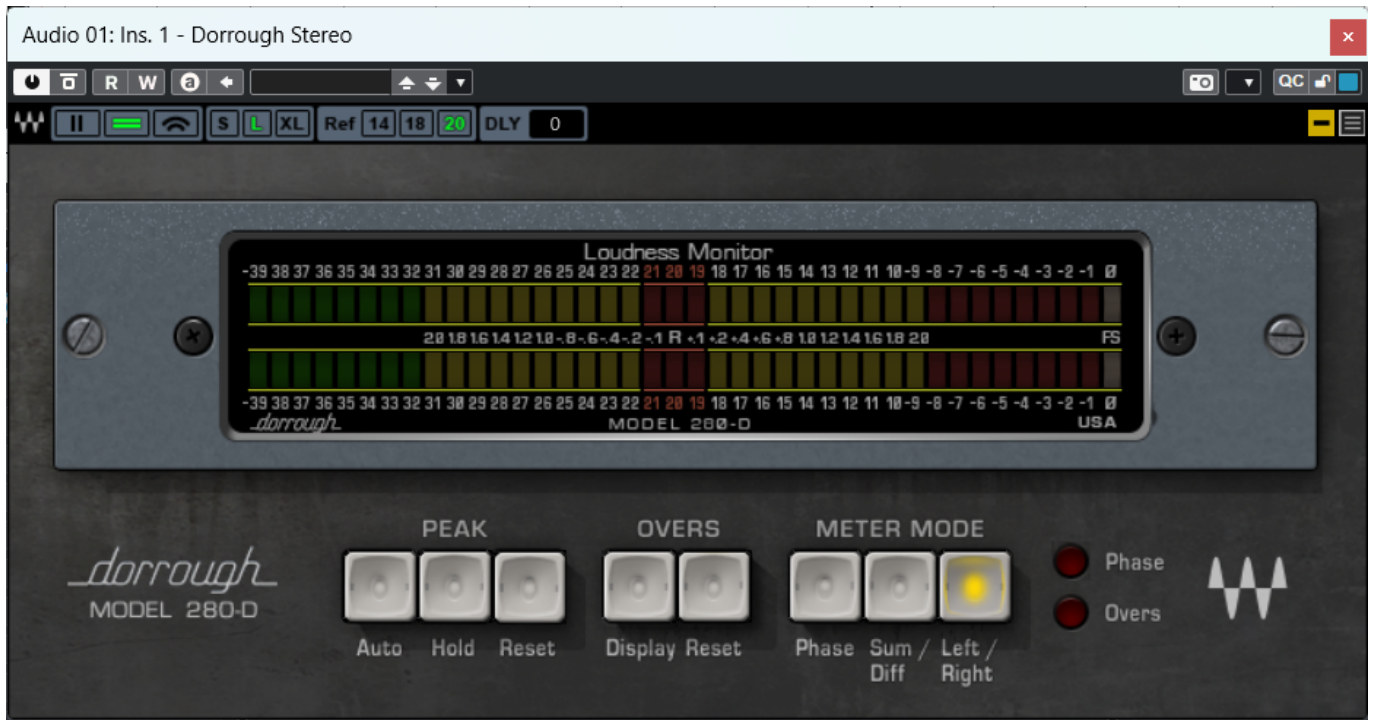 Audio 01: Ins. 1 - Dorrough Stereo
R W a QC
S L XL Ref 14 18 20 DLY 0
Loudness Monitor
-39 38 37 36 35 34 33 32 31 30 29 28 27 26 25 24 23 22 21 20 19 18 17 16 15 14 13 12 11 10 -9 -8 -7 -6 -5 -4 -3 -2 -1 0
2.0 1.8 1.6 1.4 1.2 1.0 -.8 -.6 -.4 -.2 -.1 R +.1 +.2 +.4 +.6 +.8 1.0 1.2 1.4 1.6 1.8 2.0 FS
-39 38 37 36 35 34 33 32 31 30 29 28 27 26 25 24 23 22 21 20 19 18 17 16 15 14 13 12 11 10 -9 -8 -7 -6 -5 -4 -3 -2 -1 0
dorrough MODEL 280-D USA
PEAK OVERS METER MODE
dorrough
MODEL 280-D
Phase
Overs
Auto Hold Reset Display Reset Phase Sum / Left /
Diff Right